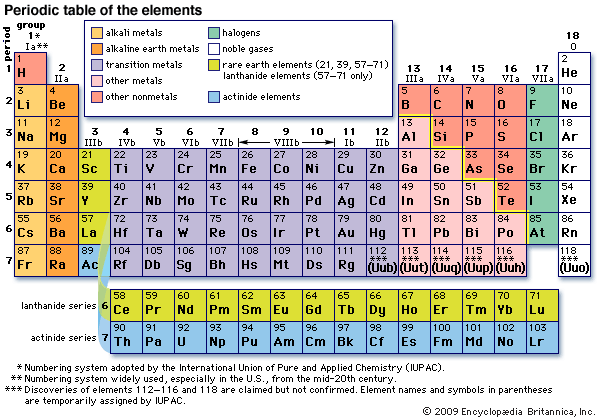 Periodic table of the elements
period
group
1*
Ia**
18
0
alkali metals
alkaline earth metals
transition metals
other metals
other nonmetals
halogens
noble gases
rare earth elements (21, 39, 57–71)
lanthanide elements (57–71 only)
actinide elements
2
IIa
13 14 15 16 17
IIIa IVa Va VIa VIIa
3 4 5 6 7 8 9 10 11 12
IIIb IVb Vb VIb VIIb VIIIb Ib IIb
1
1 2
H He
2
3 4 5 6 7 8 9 10
Li Be B C N O F Ne
3
11 12 13 14 15 16 17 18
Na Mg Al Si P S Cl Ar
4
19 20 21 22 23 24 25 26 27 28 29 30 31 32 33 34 35 36
K Ca Sc Ti V Cr Mn Fe Co Ni Cu Zn Ga Ge As Se Br Kr
5
37 38 39 40 41 42 43 44 45 46 47 48 49 50 51 52 53 54
Rb Sr Y Zr Nb Mo Tc Ru Rh Pd Ag Cd In Sn Sb Te I Xe
6
55 56 57 72 73 74 75 76 77 78 79 80 81 82 83 84 85 86
Cs Ba La Hf Ta W Re Os Ir Pt Au Hg Tl Pb Bi Po At Rn
7
87 88 89 104 105 106 107 108 109 110 111 112 113 114 115 116 118
*** *** *** *** *** ***
Fr Ra Ac Rf Db Sg Bh Hs Mt Ds Rg (Uub) (Uut) (Uuq) (Uup) (Uuh) (Uuo)
lanthanide series 6
58 59 60 61 62 63 64 65 66 67 68 69 70 71
Ce Pr Nd Pm Sm Eu Gd Tb Dy Ho Er Tm Yb Lu
actinide series 7
90 91 92 93 94 95 96 97 98 99 100 101 102 103
Th Pa U Np Pu Am Cm Bk Cf Es Fm Md No Lr
* Numbering system adopted by the International Union of Pure and Applied Chemistry (IUPAC).
** Numbering system widely used, especially in the U.S., from the mid-20th century.
*** Discoveries of elements 112–116 and 118 are claimed but not confirmed. Element names and symbols in parentheses
are temporarily assigned by IUPAC.
© 2009 Encyclopædia Britannica, Inc.